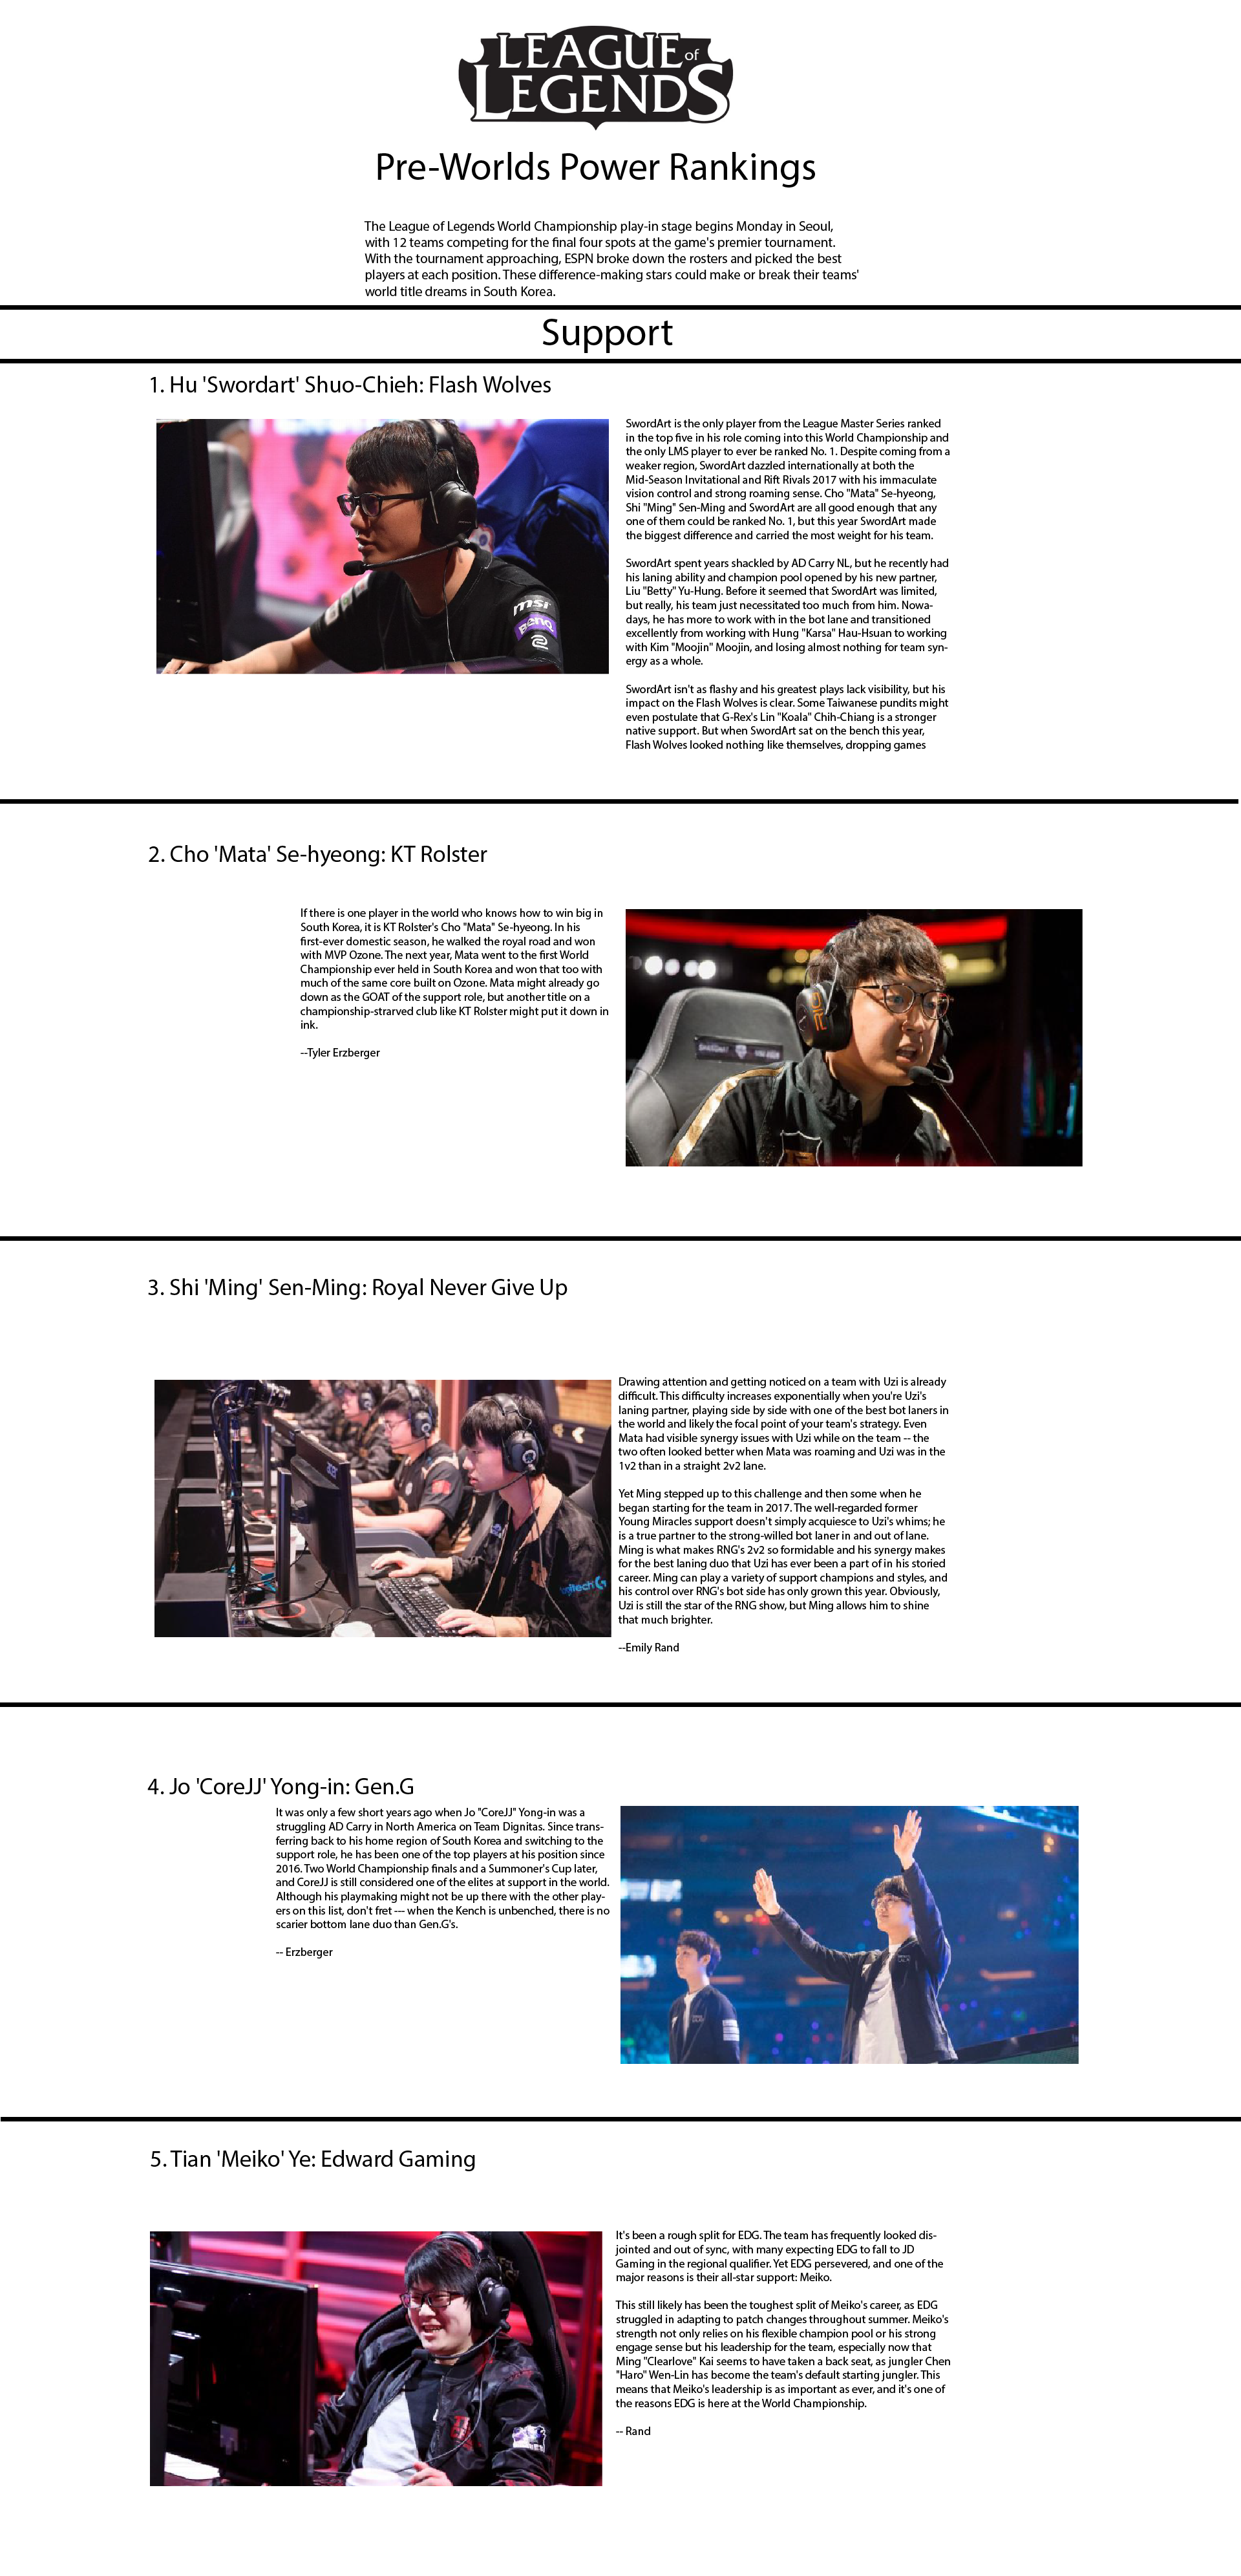 LEAGUE of
LEGENDS
Pre-Worlds Power Rankings
The League of Legends World Championship play-in stage begins Monday in Seoul,
with 12 teams competing for the final four spots at the game's premier tournament.
With the tournament approaching, ESPN broke down the rosters and picked the best
players at each position. These difference-making stars could make or break their teams'
world title dreams in South Korea.
Support
1. Hu 'Swordart' Shuo-Chieh: Flash Wolves
SwordArt is the only player from the League Master Series ranked
in the top five in his role coming into this World Championship and
the only LMS player to ever be ranked No. 1. Despite coming from a
weaker region, SwordArt dazzled internationally at both the
Mid-Season Invitational and Rift Rivals 2017 with his immaculate
vision control and strong roaming sense. Cho "Mata" Se-hyeong,
Shi "Ming" Sen-Ming and SwordArt are all good enough that any
one of them could be ranked No. 1, but this year SwordArt made
the biggest difference and carried the most weight for his team.
SwordArt spent years shackled by AD Carry NL, but he recently had
his laning ability and champion pool opened by his new partner,
Liu "Betty" Yu-Hung. Before it seemed that SwordArt was limited,
but really, his team just necessitated too much from him. Nowa-
days, he has more to work with in the bot lane and transitioned
excellently from working with Hung "Karsa" Hau-Hsuan to working
with Kim "Moojin" Moojin, and losing almost nothing for team syn-
ergy as a whole.
SwordArt isn't as flashy and his greatest plays lack visibility, but his
impact on the Flash Wolves is clear. Some Taiwanese pundits might
even postulate that G-Rex's Lin "Koala" Chih-Chiang is a stronger
native support. But when SwordArt sat on the bench this year,
Flash Wolves looked nothing like themselves, dropping games
msi
BenQ
2. Cho 'Mata' Se-hyeong: KT Rolster
If there is one player in the world who knows how to win big in
South Korea, it is KT Rolster's Cho "Mata" Se-hyeong. In his
first-ever domestic season, he walked the royal road and won
with MVP Ozone. The next year, Mata went to the first World
Championship ever held in South Korea and won that too with
much of the same core built on Ozone. Mata might already go
down as the GOAT of the support role, but another title on a
championship-strarved club like KT Rolster might put it down in
ink.
--Tyler Erzberger
3. Shi 'Ming' Sen-Ming: Royal Never Give Up
Drawing attention and getting noticed on a team with Uzi is already
difficult. This difficulty increases exponentially when you're Uzi's
laning partner, playing side by side with one of the best bot laners in
the world and likely the focal point of your team's strategy. Even
Mata had visible synergy issues with Uzi while on the team -- the
two often looked better when Mata was roaming and Uzi was in the
1v2 than in a straight 2v2 lane.
Yet Ming stepped up to this challenge and then some when he
began starting for the team in 2017. The well-regarded former
Young Miracles support doesn't simply acquiesce to Uzi's whims; he
is a true partner to the strong-willed bot laner in and out of lane.
Ming is what makes RNG's 2v2 so formidable and his synergy makes
for the best laning duo that Uzi has ever been a part of in his storied
career. Ming can play a variety of support champions and styles, and
his control over RNG's bot side has only grown this year. Obviously,
Uzi is still the star of the RNG show, but Ming allows him to shine
that much brighter.
--Emily Rand
logitech G
4. Jo 'CoreJJ' Yong-in: Gen.G
It was only a few short years ago when Jo "CoreJJ" Yong-in was a
struggling AD Carry in North America on Team Dignitas. Since trans-
ferring back to his home region of South Korea and switching to the
support role, he has been one of the top players at his position since
2016. Two World Championship finals and a Summoner's Cup later,
and CoreJJ is still considered one of the elites at support in the world.
Although his playmaking might not be up there with the other play-
ers on this list, don't fret --- when the Kench is unbenched, there is no
scarier bottom lane duo than Gen.G's.
-- Erzberger
5. Tian 'Meiko' Ye: Edward Gaming
It's been a rough split for EDG. The team has frequently looked dis-
jointed and out of sync, with many expecting EDG to fall to JD
Gaming in the regional qualifier. Yet EDG persevered, and one of the
major reasons is their all-star support: Meiko.
This still likely has been the toughest split of Meiko's career, as EDG
struggled in adapting to patch changes throughout summer. Meiko's
strength not only relies on his flexible champion pool or his strong
engage sense but his leadership for the team, especially now that
Ming "Clearlove" Kai seems to have taken a back seat, as jungler Chen
"Haro" Wen-Lin has become the team's default starting jungler. This
means that Meiko's leadership is as important as ever, and it's one of
the reasons EDG is here at the World Championship.
-- Rand